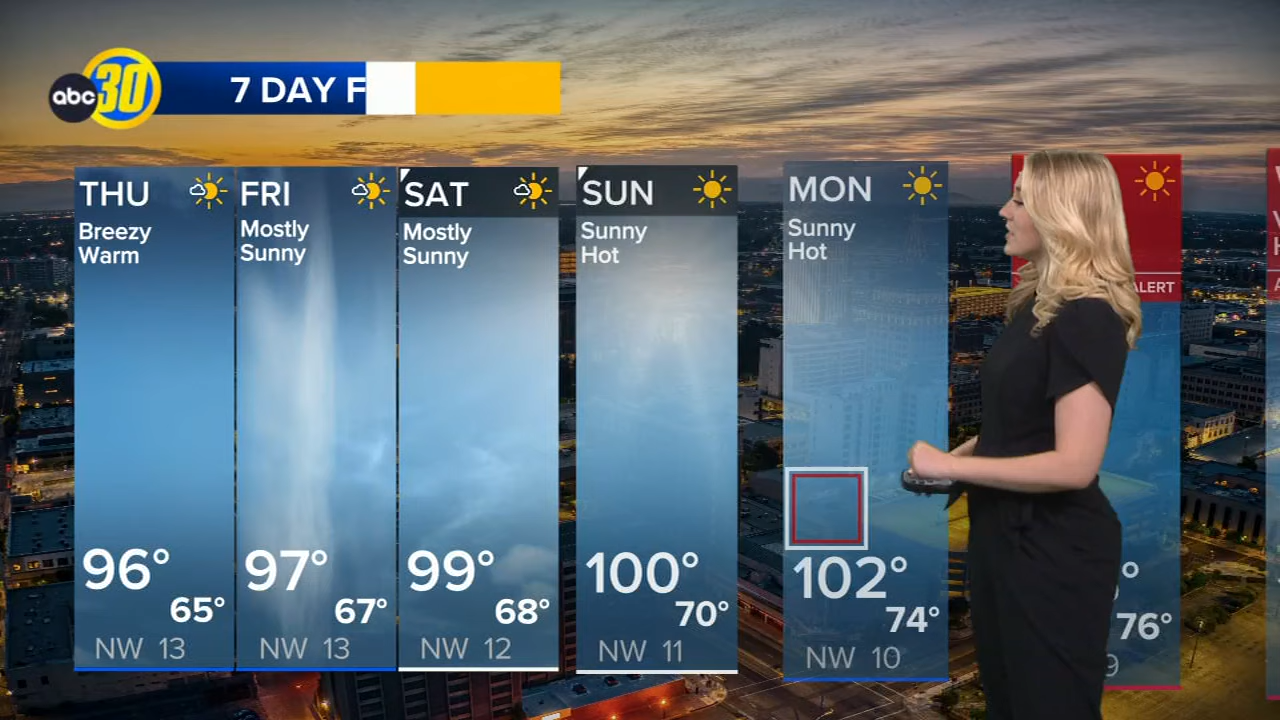 abc 30
7 DAY F
THU
Breezy
Warm
96°
65°
NW 13
FRI
Mostly
Sunny
97°
67°
NW 13
SAT
Mostly
Sunny
99°
68°
NW 12
SUN
Sunny
Hot
100°
70°
NW 11
MON
Sunny
Hot
102°
74°
NW 10
ALERT
76°